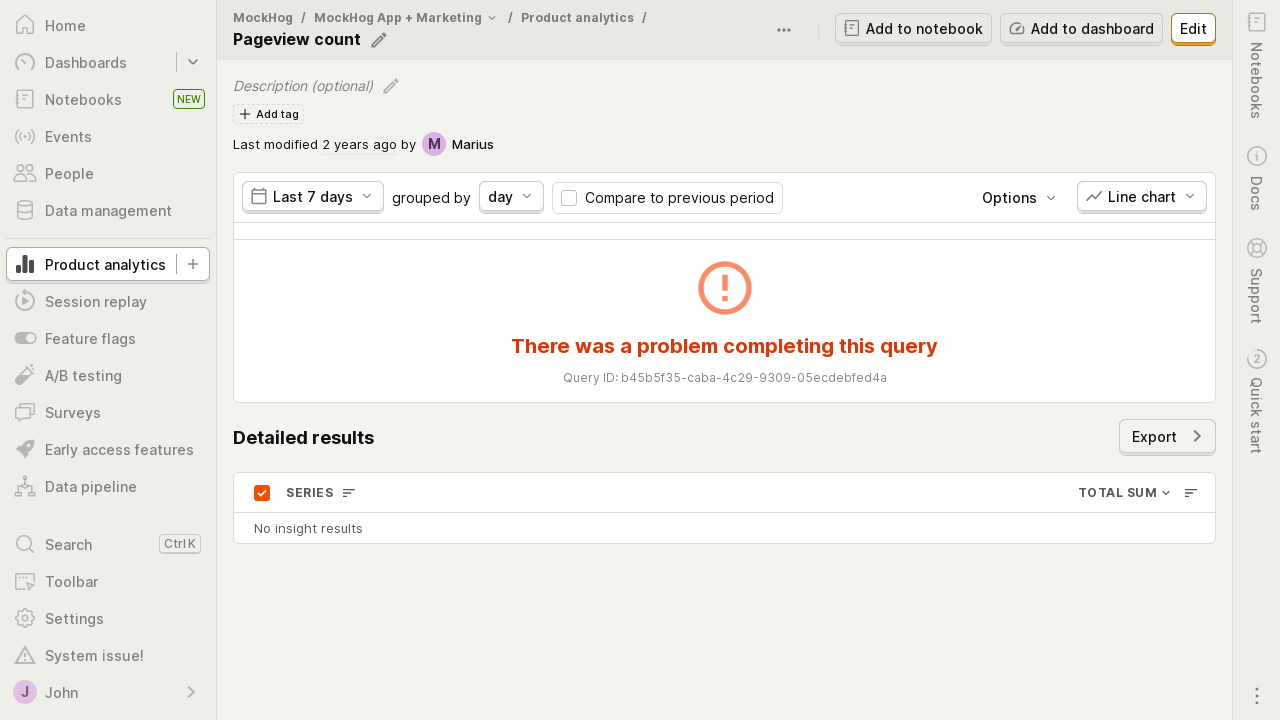 Home
Dashboards
Notebooks
NEW
Events
People
Data management
Product analytics
Session replay
Feature flags
A/B testing
Surveys
Early access features
Data pipeline
Search
Ctrl K
Toolbar
Settings
System issue!
J John
MockHog / MockHog App + Marketing / Product analytics /
Pageview count
Add to notebook
Add to dashboard
Edit
Description (optional)
Add tag
Last modified 2 years ago by M Marius
Last 7 days grouped by day Compare to previous period Options Line chart
There was a problem completing this query
Query ID: b45b5f35-caba-4c29-9309-05ecdebfed4a
Detailed results
Export
SERIES
TOTAL SUM
No insight results
Notebooks
Docs
Support
2
Quick start